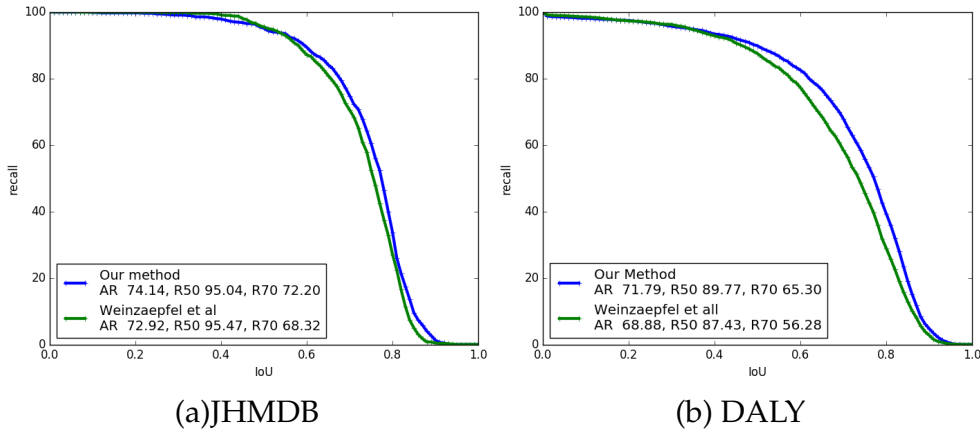 100
80
60
40
20
0
recall
0.0 0.2 0.4 0.6 0.8 1.0
IoU
Our method
AR 74.14, R50 95.04, R70 72.20
Weinzaepfel et al
AR 72.92, R50 95.47, R70 68.32
(a)JHMDB
100
80
60
40
20
0
recall
0.0 0.2 0.4 0.6 0.8 1.0
IoU
Our Method
AR 71.79, R50 89.77, R70 65.30
Weinzaepfel et all
AR 68.88, R50 87.43, R70 56.28
(b) DALY